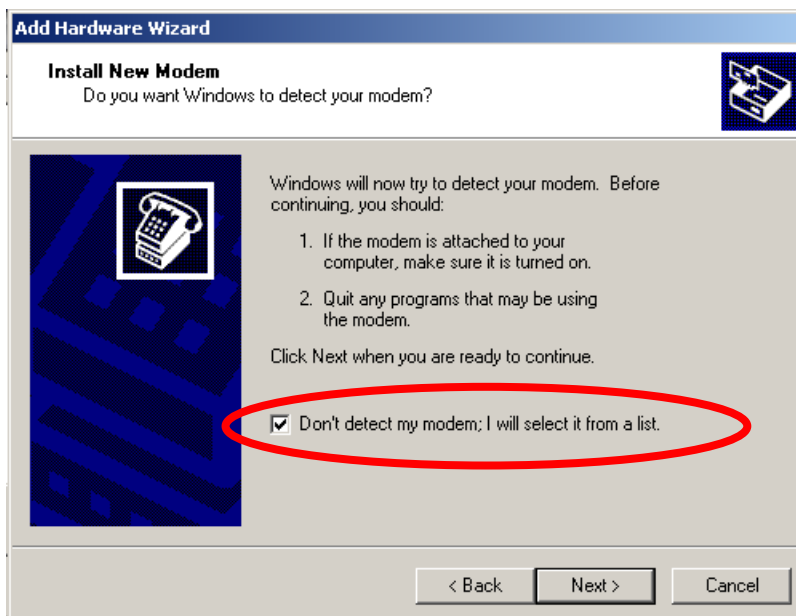 Add Hardware Wizard
Install New Modem
Do you want Windows to detect your modem?
Windows will now try to detect your modem. Before
continuing, you should:
1. If the modem is attached to your
computer, make sure it is turned on.
2. Quit any programs that may be using
the modem.
Click Next when you are ready to continue.
Don't detect my modem; I will select it from a list.
< Back
Next >
Cancel